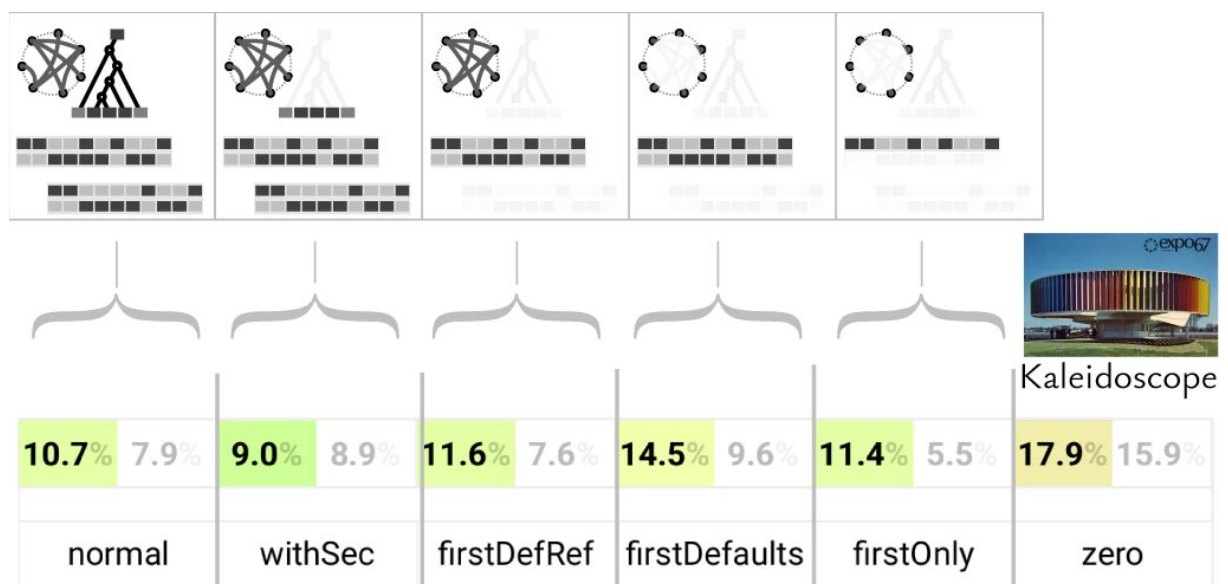 expo67
Kaleidoscope
10.7% 7.9% 9.0% 8.9% 11.6% 7.6% 14.5% 9.6% 11.4% 5.5% 17.9% 15.9%
normal withSec firstDefRef firstDefaults firstOnly zero